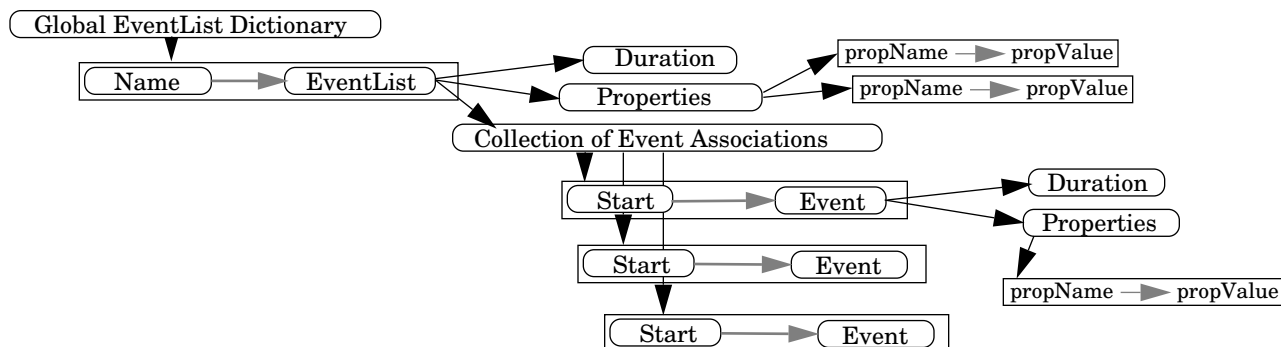 Global EventList Dictionary
Name EventList
Duration
Properties
propName propValue
propName propValue
Collection of Event Associations
Start Event
Duration
Properties
propName propValue
Start Event
Start Event